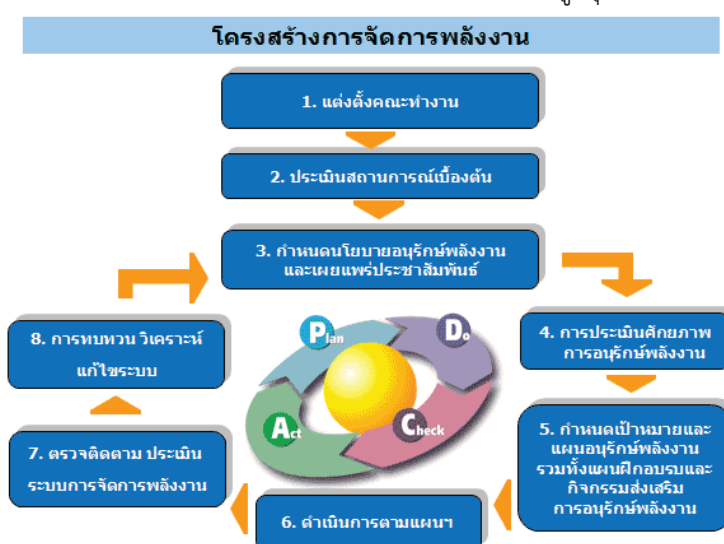 โครงสร้างการจัดการพลังงาน
1. แต่งตั้งคณะทำงาน
2. ประเมินสถานการณ์เบื้องต้น
3. กำหนดนโยบายอนุรักษ์พลังงาน
และเผยแพร่ประชาสัมพันธ์
4. การประเมินศักยภาพ
การอนุรักษ์พลังงาน
5. กำหนดเป้าหมายและ
แผนอนุรักษ์พลังงาน
รวมทั้งแผนฝึกอบรมและ
กิจกรรมส่งเสริม
การอนุรักษ์พลังงาน
6. ดำเนินการตามแผนฯ
7. ตรวจติดตาม ประเมิน
ระบบการจัดการพลังงาน
8. การทบทวน วิเคราะห์
แก้ไขระบบ
Plan
Do
Check
Act